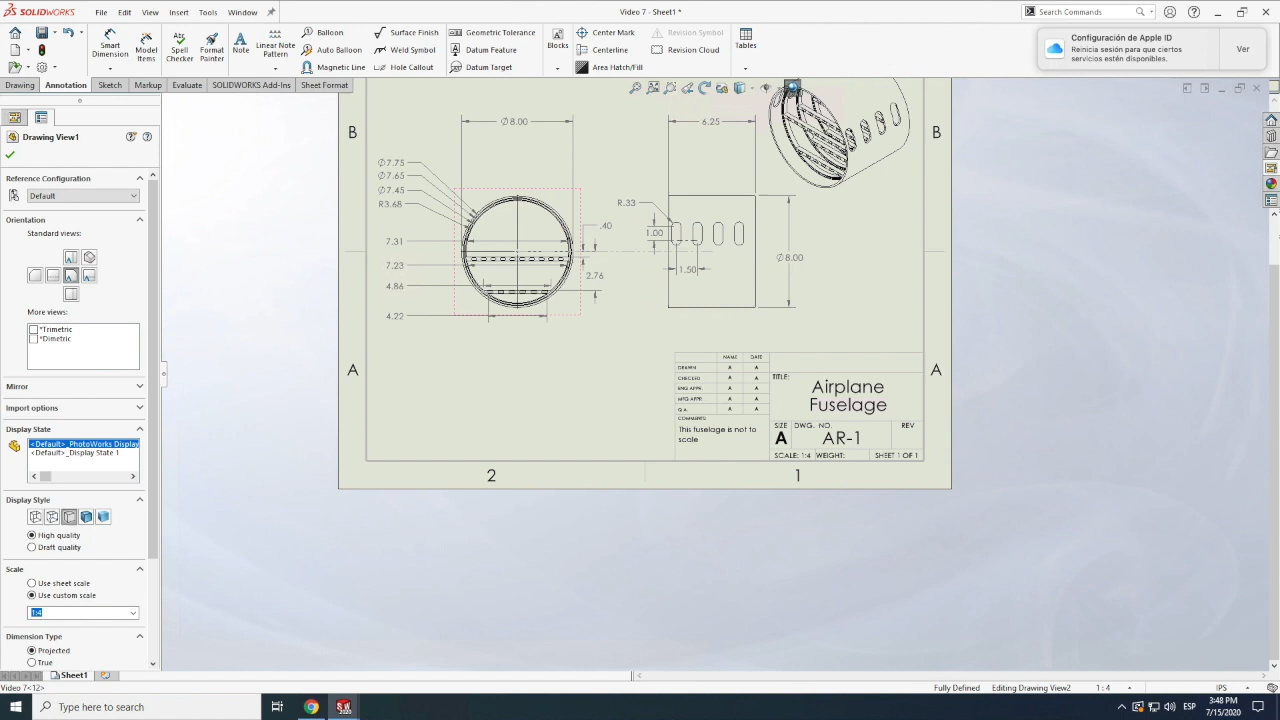 SOLIDWORKS
File
Edit
View
Insert
Tools
Window
Video 7 - Sheet1 *
Search Commands
Smart Dimension
Model Items
Spell Checker
Format Painter
Note
Linear Note Pattern
Balloon
Auto Balloon
Magnetic Line
Surface Finish
Weld Symbol
Hole Callout
Geometric Tolerance
Datum Feature
Datum Target
Blocks
Center Mark
Centerline
Area Hatch/Fill
Revision Symbol
Revision Cloud
Tables
Configuración de Apple ID
Reinicia sesión para que ciertos
servicios estén disponibles.
Ver
Drawing
Annotation
Sketch
Markup
Evaluate
SOLIDWORKS Add-Ins
Sheet Format
Drawing View1
Reference Configuration
Default
Orientation
Standard views:
More views:
*Trimetric
*Dimetric
Mirror
Import options
Display State
<Default>_PhotoWorks Display
<Default>_Display State 1
Display Style
High quality
Draft quality
Scale
Use sheet scale
Use custom scale
1:4
Dimension Type
Projected
True
B
B
A
A
2
1
Ø8.00
Ø7.75
Ø7.65
Ø7.45
R3.68
7.31
7.23
4.86
4.22
.40
2.76
6.25
R.33
1.00
1.50
Ø8.00
NAME
DATE
DRAWN
A
A
CHECKED
A
A
ENG APPR.
A
A
MFG APPR.
A
A
Q.A.
A
A
COMMENTS:
This fuselage is not to
scale
TITLE:
Airplane
Fuselage
SIZE
DWG. NO.
REV
A
AR-1
SCALE: 1:4
WEIGHT:
SHEET 1 OF 1
Sheet1
Video 7<12>
Fully Defined
Editing Drawing View2
1 : 4
IPS
Type here to search
ESP
3:48 PM
7/15/2020